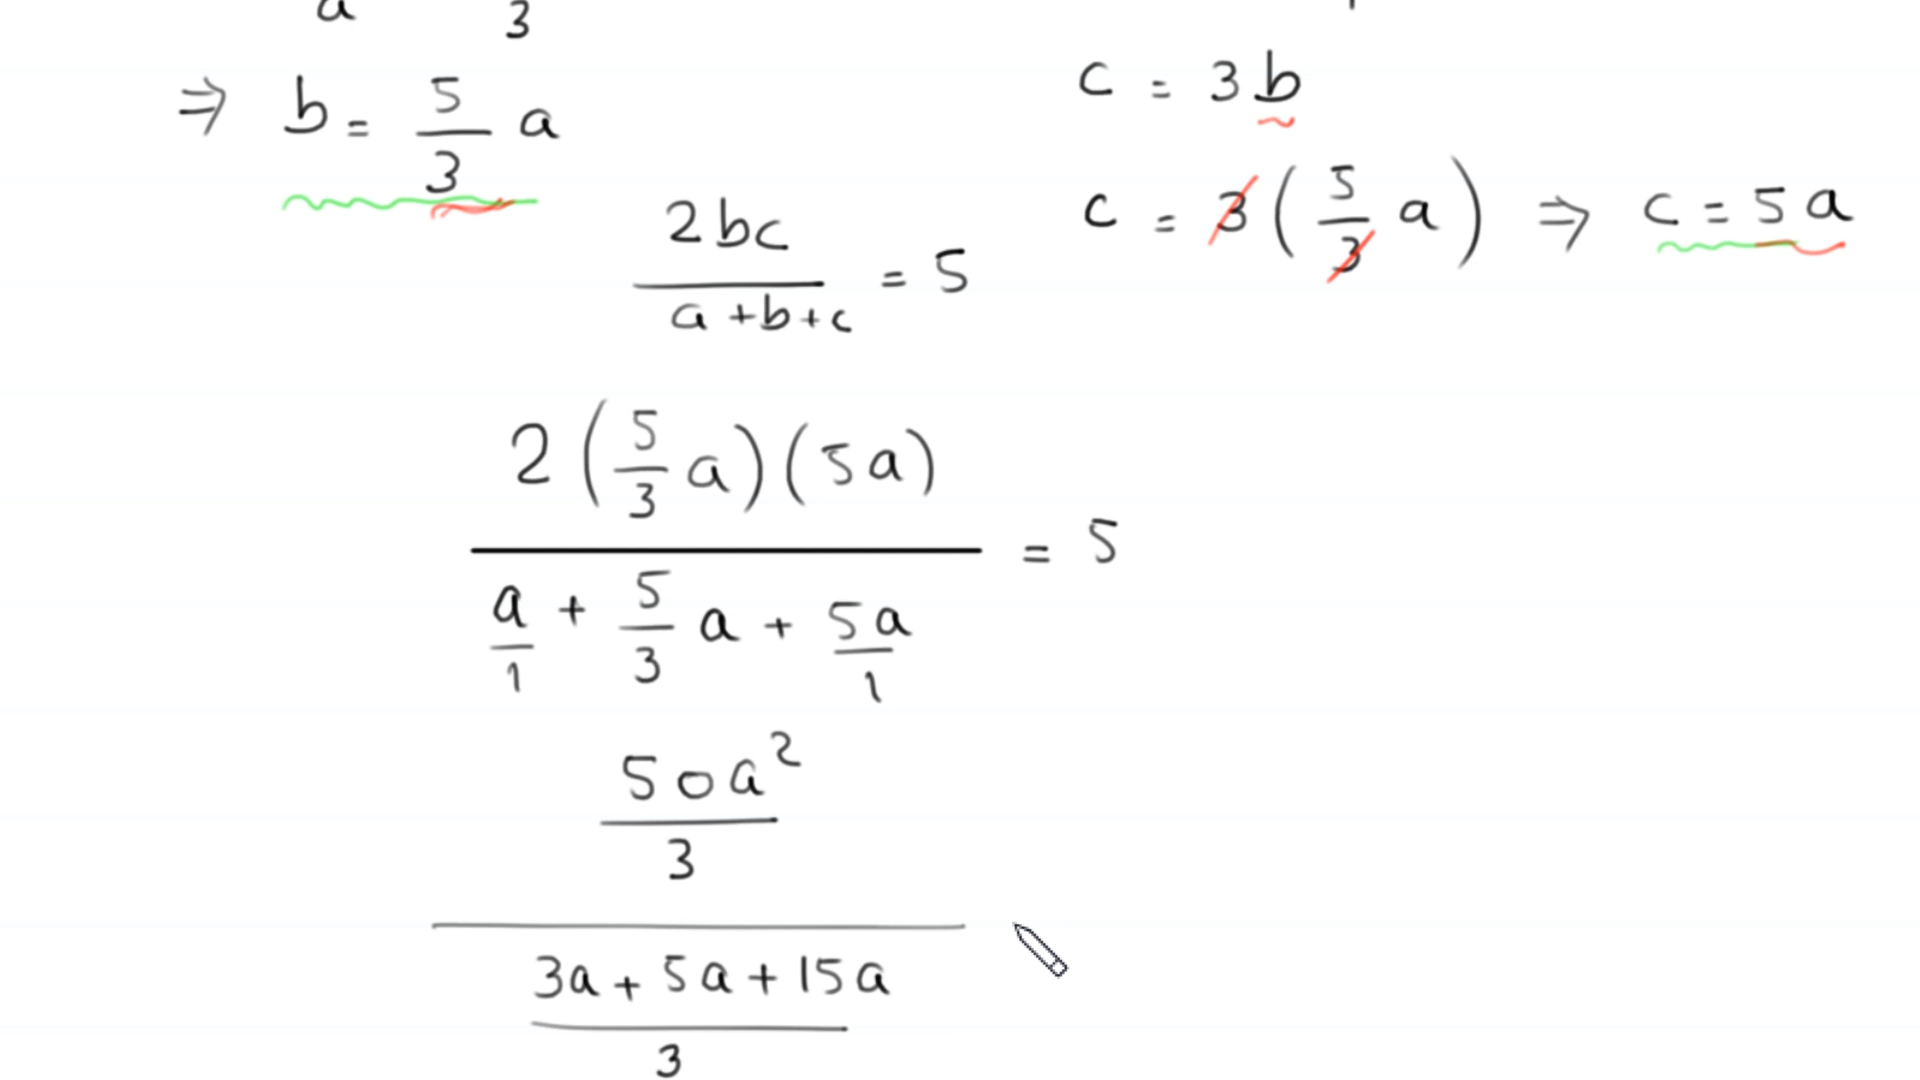 a 3
⇒ b = 5/3 a
c = 3b
c = 3(5/3 a) ⇒ c = 5a
2bc/(a+b+c) = 5
2(5/3 a)(5a) / (a/1 + 5/3 a + 5a/1) = 5
50a²/3
3a + 5a + 15a
3